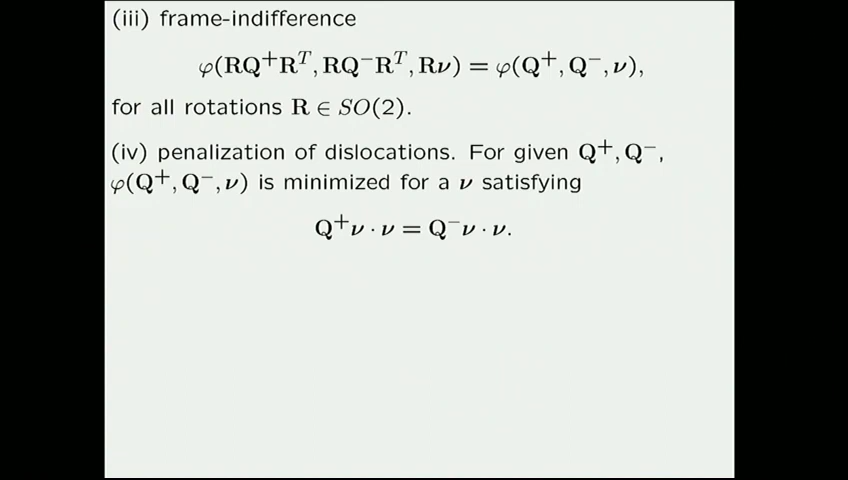 (iii) frame-indifference
φ(RQ⁺Rᵀ, RQ⁻Rᵀ, Rν) = φ(Q⁺, Q⁻, ν),
for all rotations R ∈ SO(2).
(iv) penalization of dislocations. For given Q⁺, Q⁻,
φ(Q⁺, Q⁻, ν) is minimized for a ν satisfying
Q⁺ν · ν = Q⁻ν · ν.